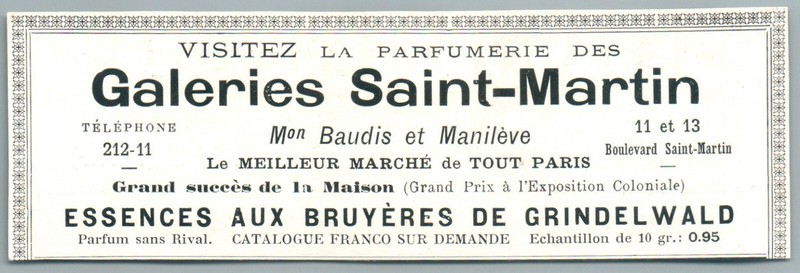 VISITEZ LA PARFUMERIE DES
Galeries Saint-Martin
TÉLÉPHONE
212-11
Mon Baudis et Manilève
11 et 13
Boulevard Saint-Martin
Le MEILLEUR MARCHÉ de TOUT PARIS
Grand succès de la Maison (Grand Prix à l'Exposition Coloniale)
ESSENCES AUX BRUYÈRES DE GRINDELWALD
Parfum sans Rival. CATALOGUE FRANCO SUR DEMANDE Echantillon de 10 gr.: 0.95